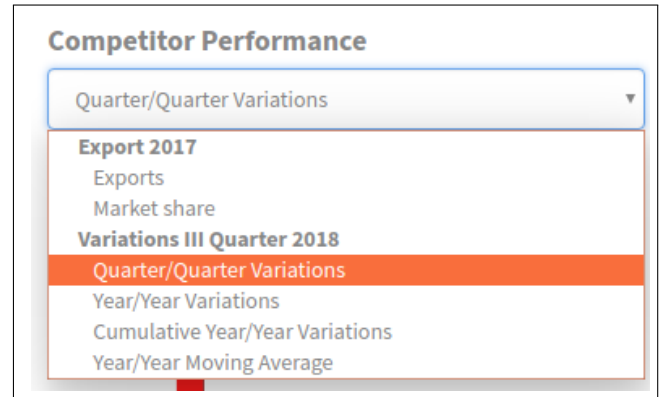 Competitor Performance
Quarter/Quarter Variations
Export 2017
Exports
Market share
Variations III Quarter 2018
Quarter/Quarter Variations
Year/Year Variations
Cumulative Year/Year Variations
Year/Year Moving Average